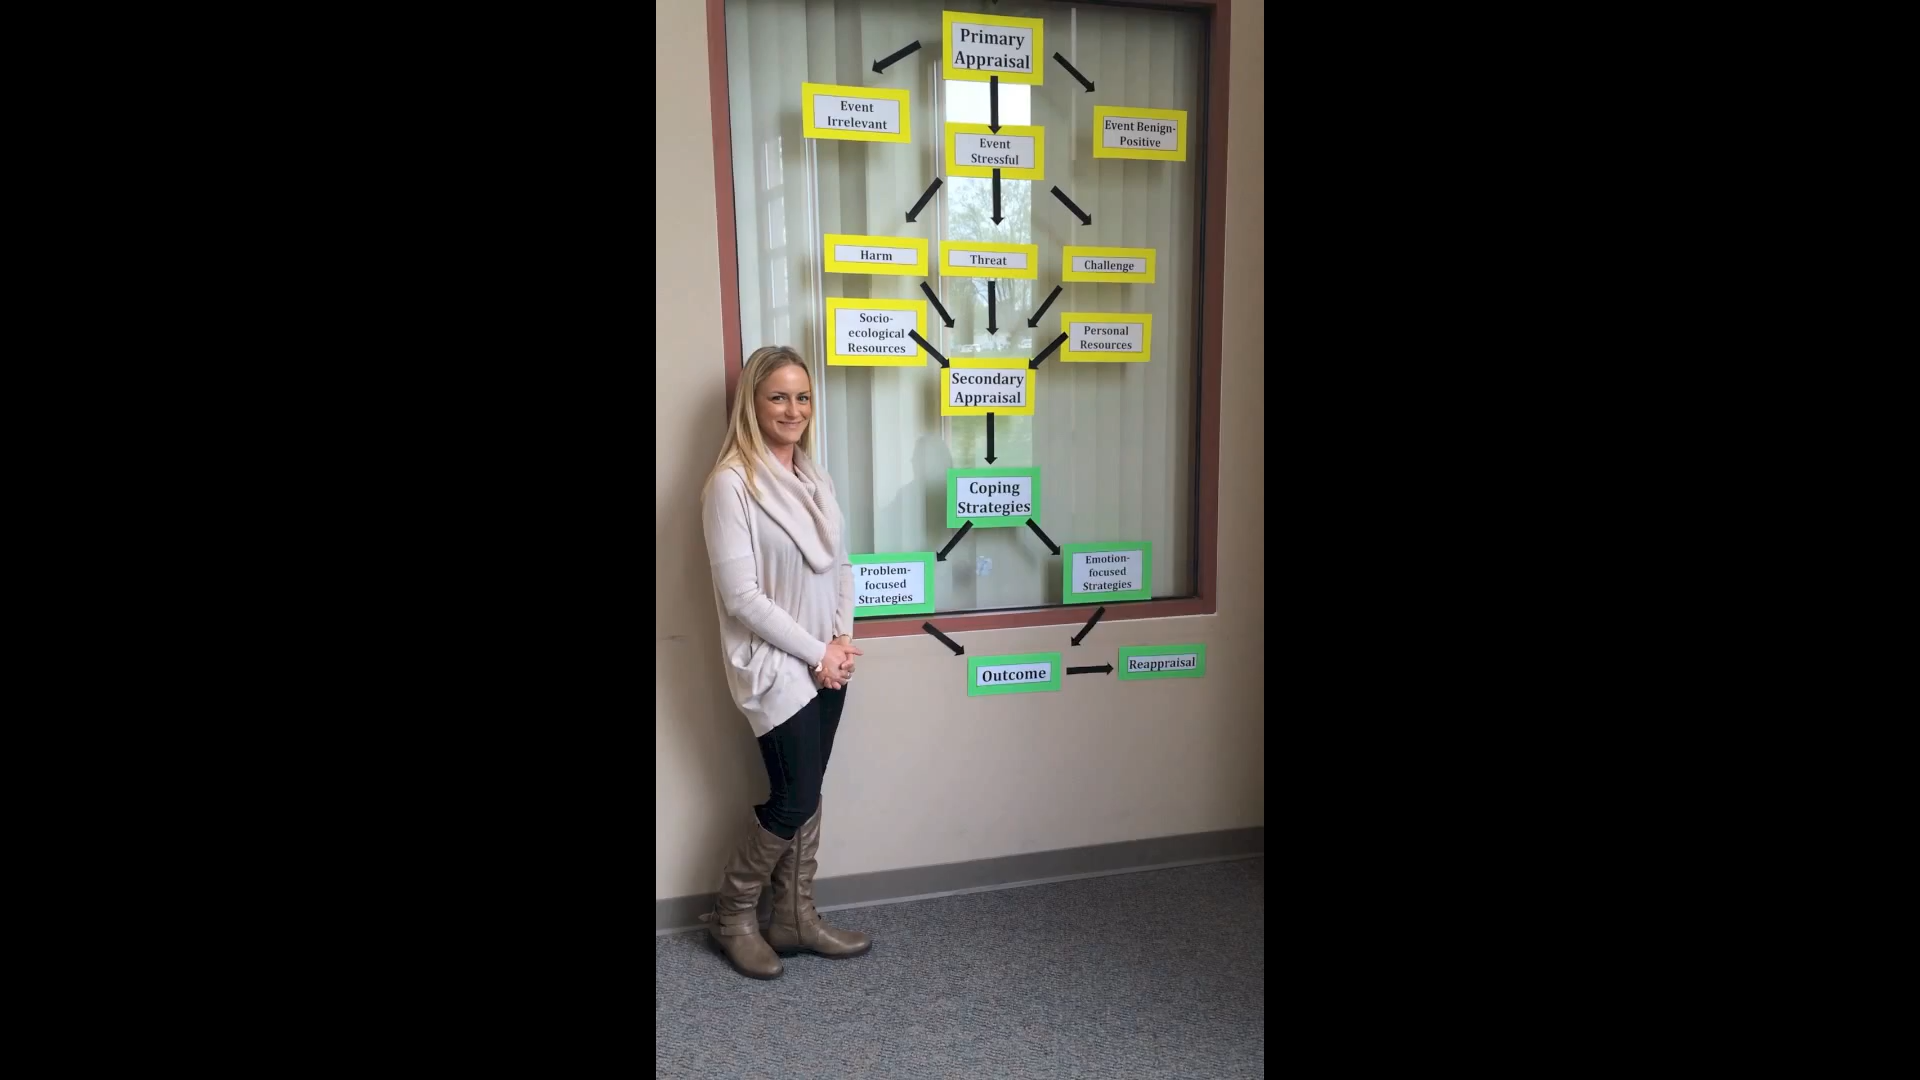 Primary
Appraisal
Event
Irrelevant
Event Benign-
Positive
Event
Stressful
Harm
Threat
Challenge
Socio-
ecological
Resources
Personal
Resources
Secondary
Appraisal
Coping
Strategies
Problem-
focused
Strategies
Emotion-
focused
Strategies
Outcome
Reappraisal